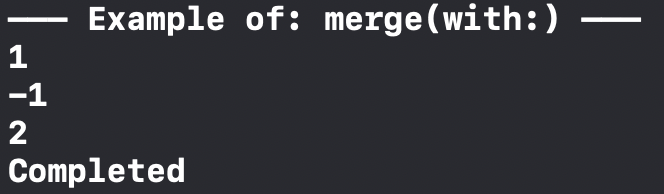 ——— Example of: merge(with:) ———
1
-1
2
Completed